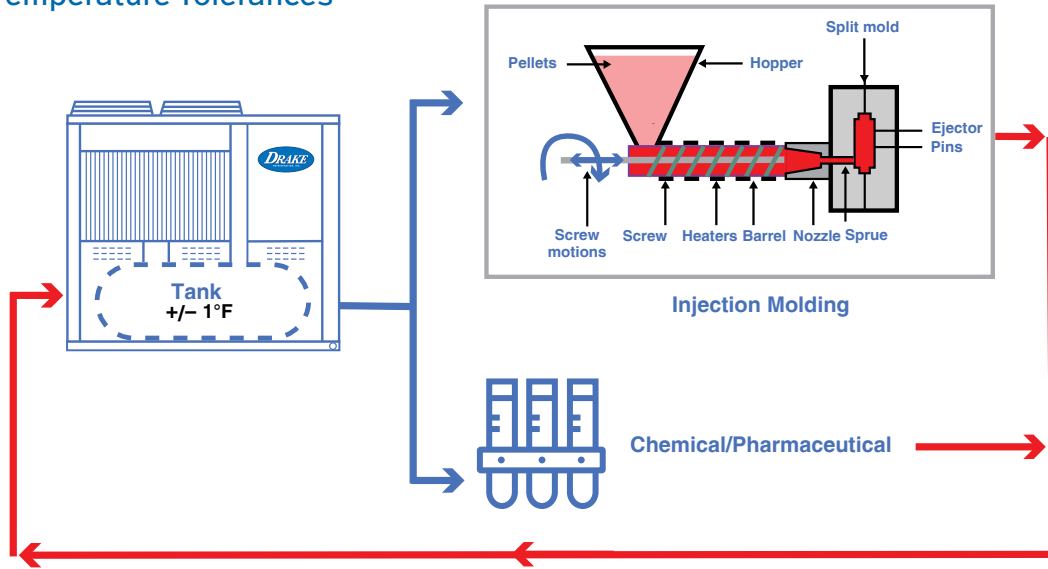 Temperature Tolerances
Split mold
Pellets
Hopper
DRAKE
Ejector
Pins
Screw
motions
Screw
Heaters
Barrel
Nozzle
Sprue
Tank
+/– 1°F
Injection Molding
Chemical/Pharmaceutical